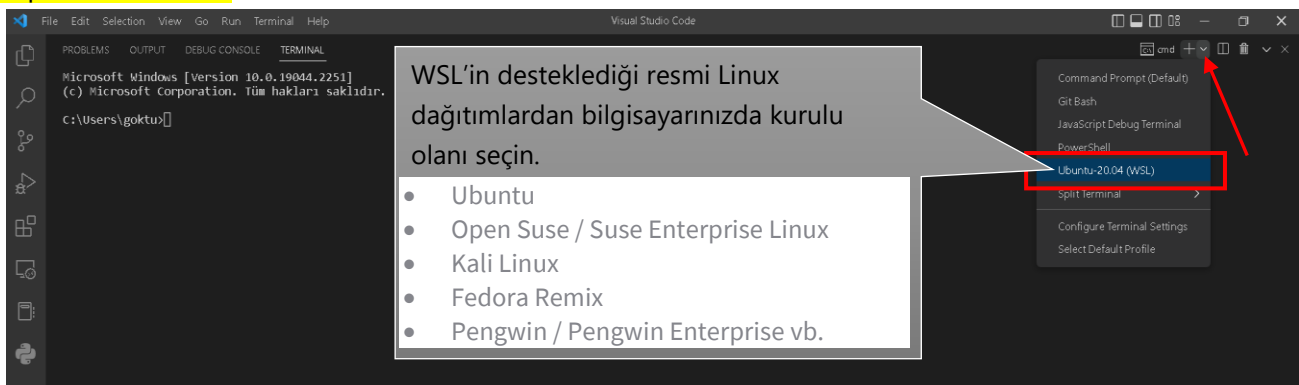 File Edit Selection View Go Run Terminal Help
Visual Studio Code
PROBLEMS OUTPUT DEBUG CONSOLE TERMINAL
cmd
Microsoft Windows [Version 10.0.19044.2251]
(c) Microsoft Corporation. Tüm hakları saklıdır.
C:\Users\goktu>
WSL’in desteklediği resmi Linux
dağıtımlardan bilgisayarınızda kurulu
olanı seçin.
• Ubuntu
• Open Suse / Suse Enterprise Linux
• Kali Linux
• Fedora Remix
• Pengwin / Pengwin Enterprise vb.
Command Prompt (Default)
Git Bash
JavaScript Debug Terminal
PowerShell
Ubuntu-20.04 (WSL)
Split Terminal
Configure Terminal Settings
Select Default Profile